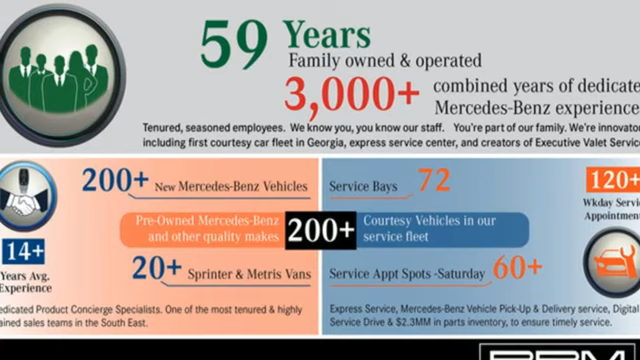 59 Years
Family owned & operated
3,000+ combined years of dedicate
Mercedes-Benz experience
Tenured, seasoned employees. We know you, you know our staff. You're part of our family. We're innovator
including first courtesy car fleet in Georgia, express service center, and creators of Executive Valet Servic
200+ New Mercedes-Benz Vehicles
Pre-Owned Mercedes-Benz
and other quality makes
200+
20+ Sprinter & Metris Vans
14+
Years Avg.
Experience
edicated Product Concierge Specialists. One of the most tenured & highly
ained sales teams in the South East.
Service Bays 72
Courtesy Vehicles in our
service fleet
Service Appt Spots -Saturday 60+
120+
Wkday Servic
Appointmen
Express Service, Mercedes-Benz Vehicle Pick-Up & Delivery service, Digital
Service Drive & $2.3MM in parts inventory, to ensure timely service.